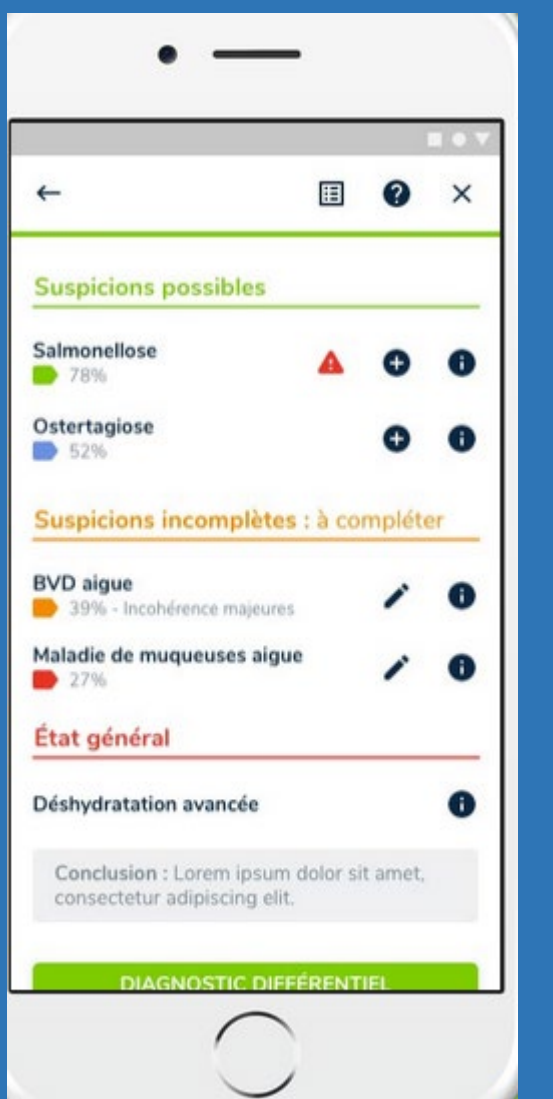 Suspicions possibles
Salmonellose
78%
Ostertagiose
52%
Suspicions incomplètes : à compléter
BVD aigue
39% - Incohérence majeures
Maladie de muqueuses aigue
27%
État général
Déshydratation avancée
Conclusion : Lorem ipsum dolor sit amet,
consectetur adipiscing elit.
DIAGNOSTIC DIFFÉRENTIEL